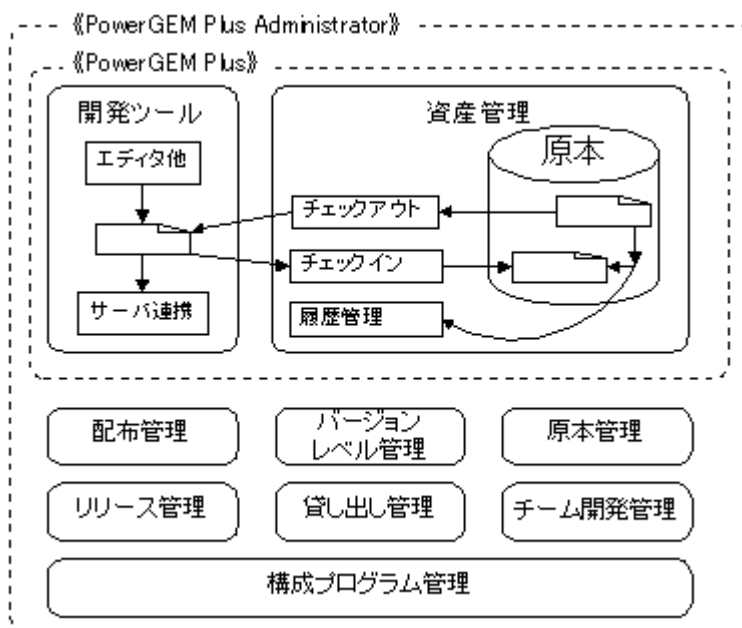 《PowerGEM Plus Administrator》
《PowerGEM Plus》
開発ツール
資産管理
エディタ他
原本
チェックアウト
チェックイン
サーバ連携
履歴管理
配布管理
バージョン
レベル管理
原本管理
リリース管理
貸し出し管理
チーム開発管理
構成プログラム管理